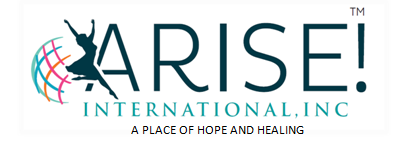 ARISE!™
INTERNATIONAL, INC
A PLACE OF HOPE AND HEALING